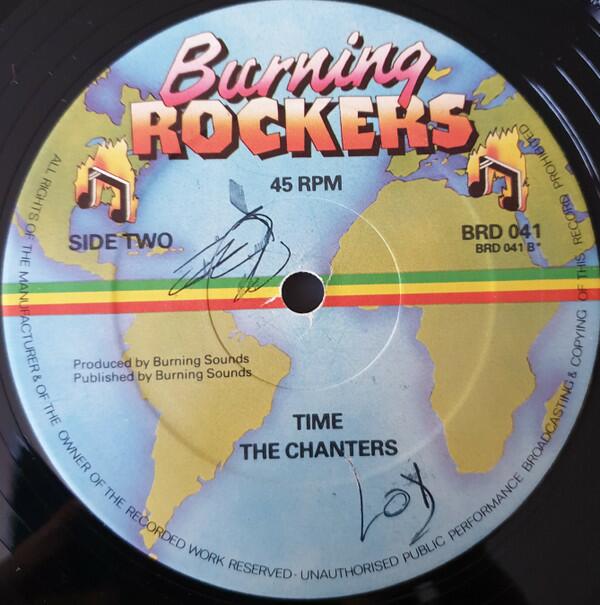 Burning
ROCKERS
45 RPM
SIDE TWO
BRD 041
BRD 041 B*
Produced by Burning Sounds
Published by Burning Sounds
TIME
THE CHANTERS
ALL RIGHTS OF THE MANUFACTURER & OF THE OWNER OF THE RECORDED WORK RESERVED · UNAUTHORISED PUBLIC PERFORMANCE BROADCASTING & COPYING OF THIS RECORD PROHIBITED